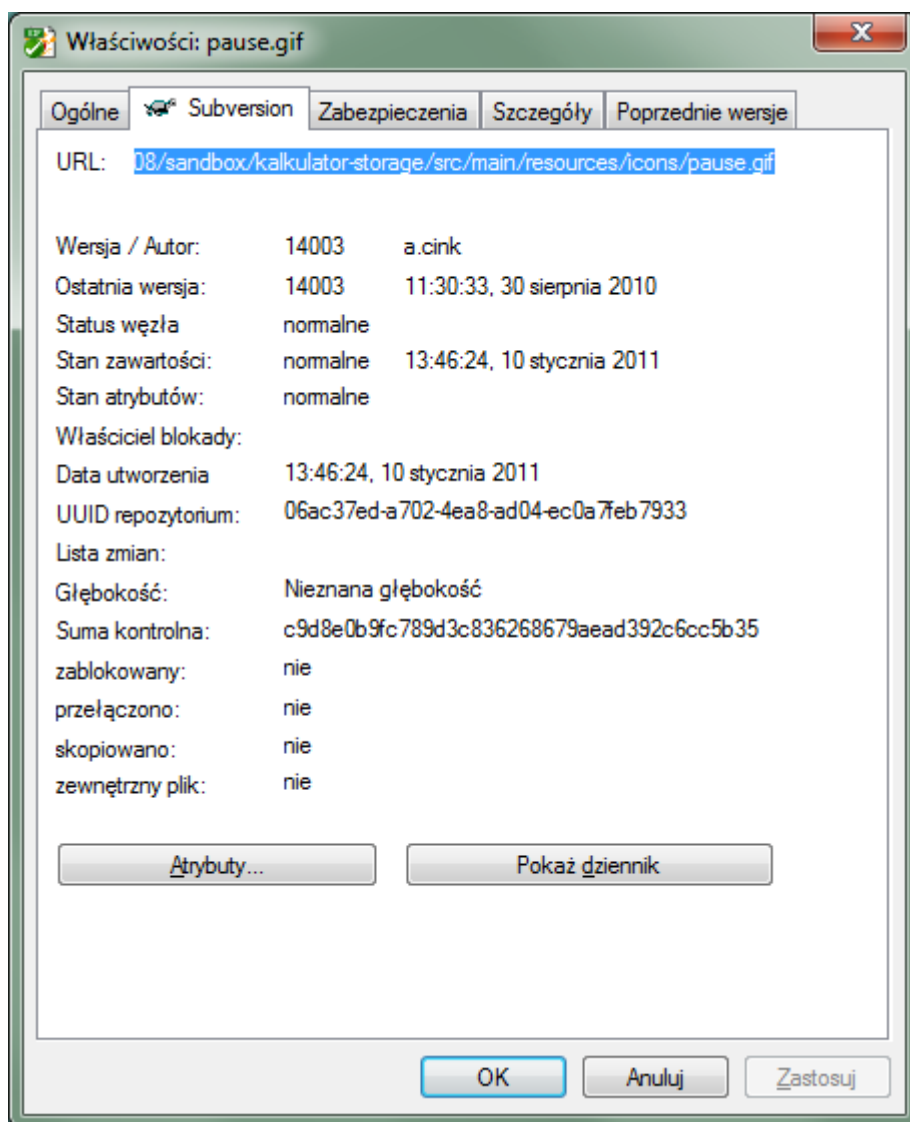 Właściwości: pause.gif
Ogólne Subversion Zabezpieczenia Szczegóły Poprzednie wersje
URL: 08/sandbox/kalkulator-storage/src/main/resources/icons/pause.gif
Wersja / Autor: 14003 a.cink
Ostatnia wersja: 14003 11:30:33, 30 sierpnia 2010
Status węzła normalne
Stan zawartości: normalne 13:46:24, 10 stycznia 2011
Stan atrybutów: normalne
Właściciel blokady:
Data utworzenia 13:46:24, 10 stycznia 2011
UUID repozytorium: 06ac37ed-a702-4ea8-ad04-ec0a7feb7933
Lista zmian:
Głębokość: Nieznana głębokość
Suma kontrolna: c9d8e0b9fc789d3c836268679aead392c6cc5b35
zablokowany: nie
przełączono: nie
skopiowano: nie
zewnętrzny plik: nie
Atrybuty... Pokaż dziennik
OK Anuluj Zastosuj